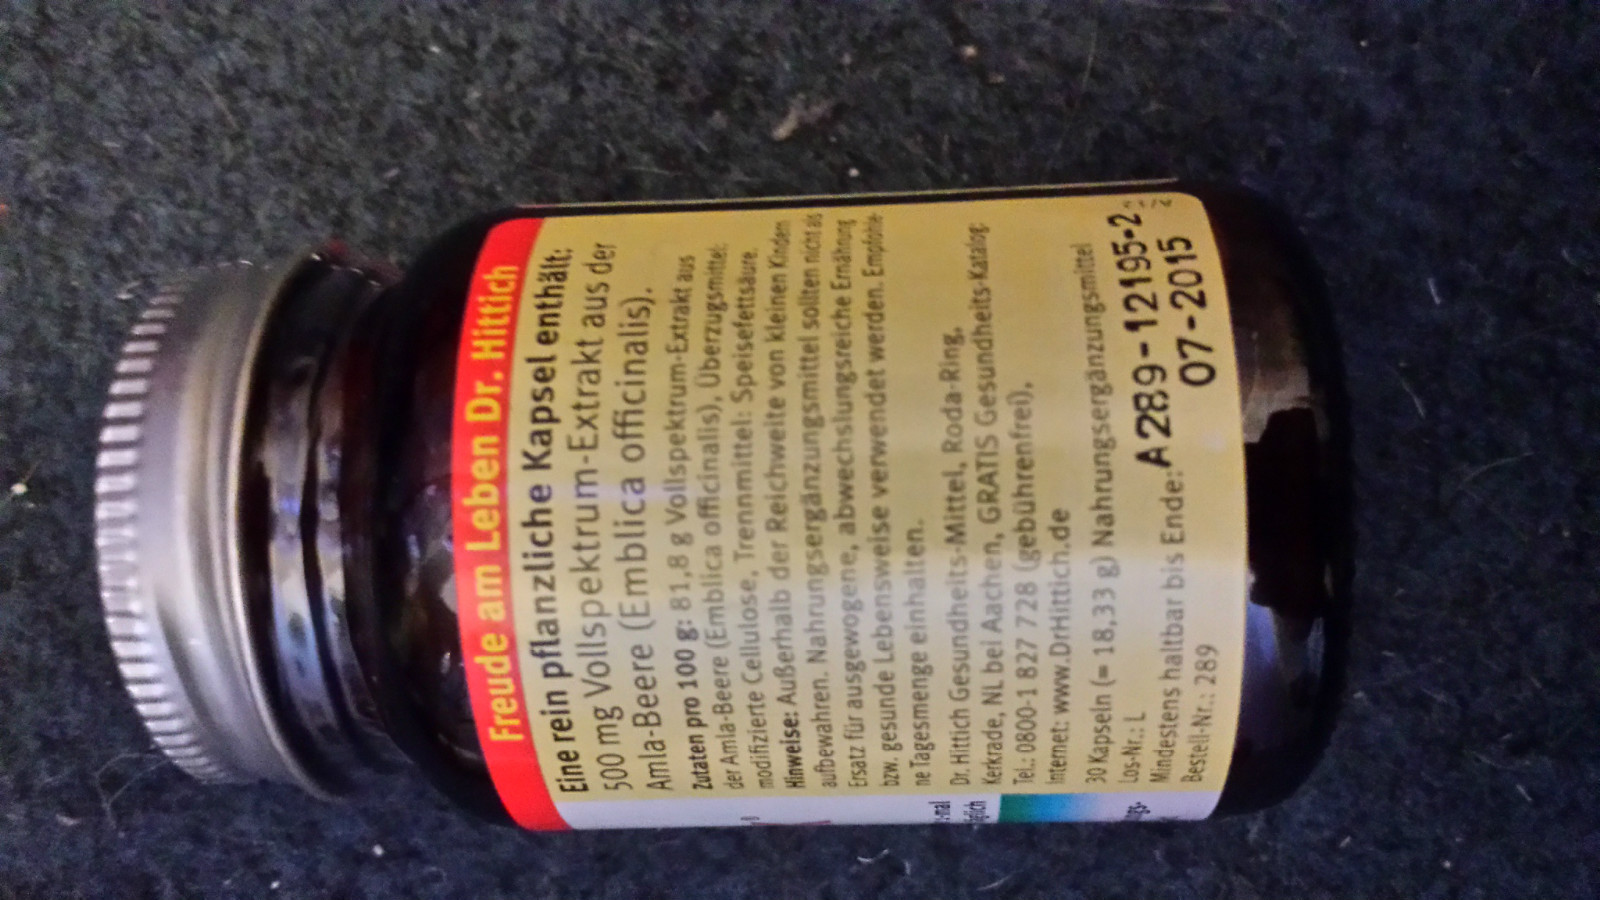 Freude am Leben Dr. Hittich
Eine rein pflanzliche Kapsel enthält:
500 mg Vollspektrum-Extrakt aus der
Amla-Beere (Emblica officinalis).
Zutaten pro 100 g: 81,8 g Vollspektrum-Extrakt aus
der Amla-Beere (Emblica officinalis), Überzugsmittel:
modifizierte Cellulose, Trennmittel: Speisefettsäure.
Hinweise: Außerhalb der Reichweite von kleinen Kindern
aufbewahren. Nahrungsergänzungsmittel sollten nicht als
Ersatz für ausgewogene, abwechslungsreiche Ernährung
bzw. gesunde Lebensweise verwendet werden. Empfohle-
ne Tagesmenge einhalten.
Dr. Hittich Gesundheits-Mittel, Roda-Ring,
Kerkrade, NL bei Aachen, GRATIS Gesundheits-Katalog:
Tel.: 0800-1 827 728 (gebührenfrei),
Internet: www.DrHittich.de
30 Kapseln (= 18,33 g) Nahrungsergänzungsmittel
Los-Nr.: L A289-12195-2
Mindestens haltbar bis Ende: 07-2015
Bestell-Nr.: 289